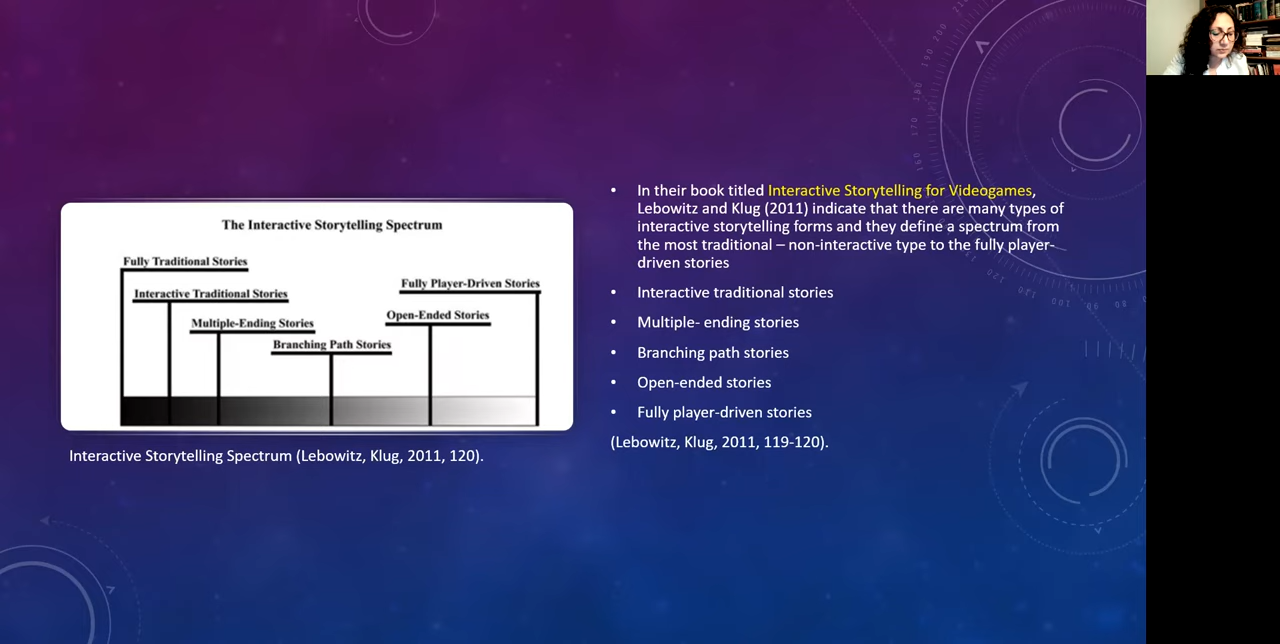 The Interactive Storytelling Spectrum
Fully Traditional Stories
Interactive Traditional Stories
Multiple-Ending Stories
Branching Path Stories
Open-Ended Stories
Fully Player-Driven Stories
Interactive Storytelling Spectrum (Lebowitz, Klug, 2011, 120).
• In their book titled Interactive Storytelling for Videogames,
Lebowitz and Klug (2011) indicate that there are many types of
interactive storytelling forms and they define a spectrum from
the most traditional – non-interactive type to the fully player-
driven stories
• Interactive traditional stories
• Multiple- ending stories
• Branching path stories
• Open-ended stories
• Fully player-driven stories
(Lebowitz, Klug, 2011, 119-120).